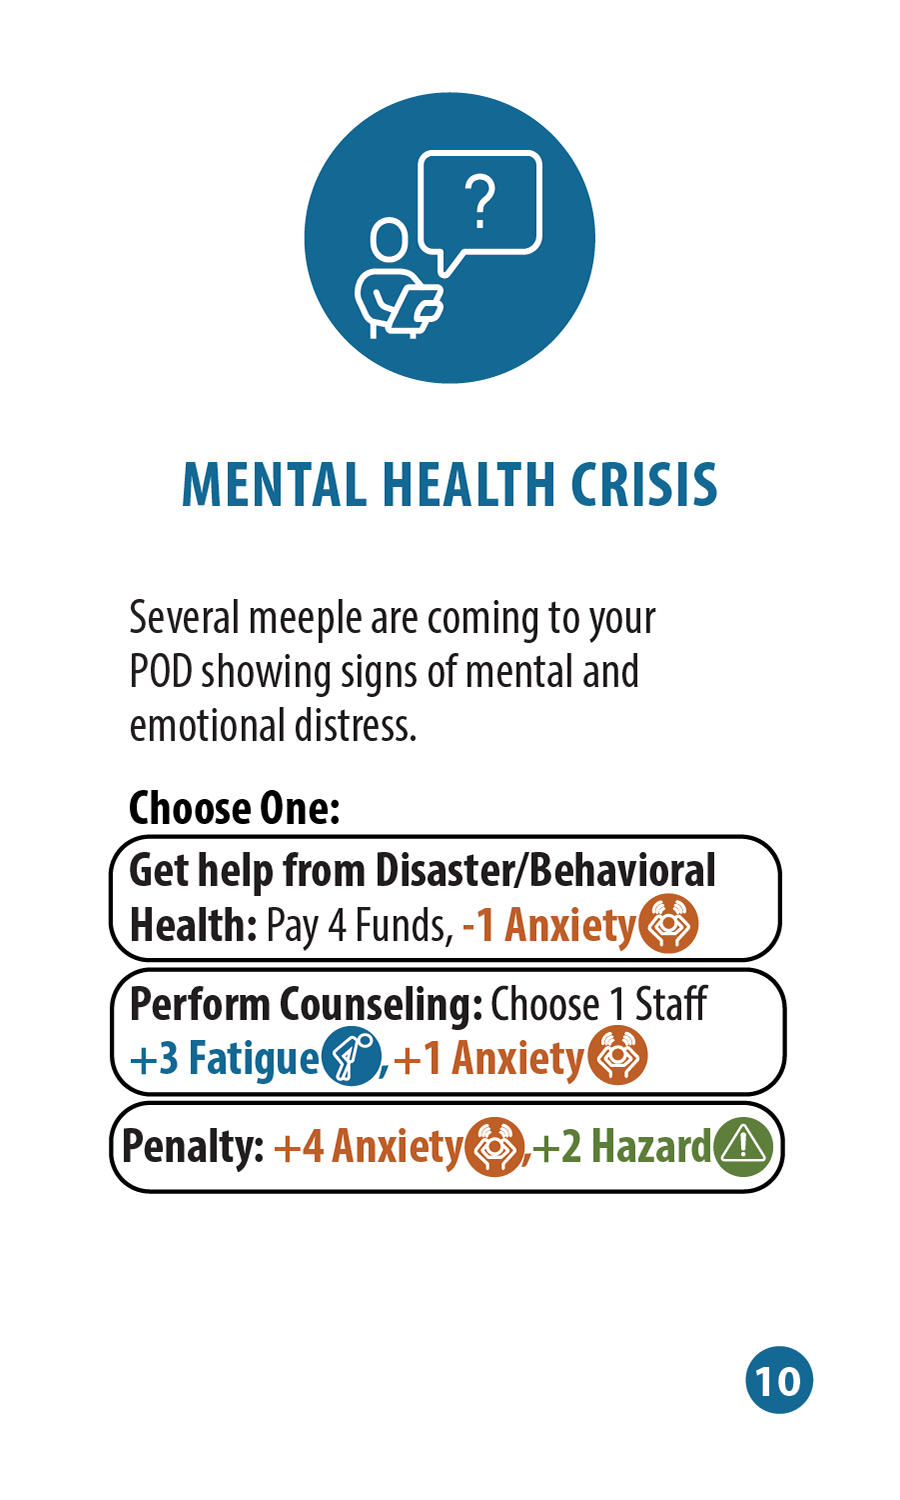 ?
MENTAL HEALTH CRISIS
Several meeple are coming to your
POD showing signs of mental and
emotional distress.
Choose One:
Get help from Disaster/Behavioral
Health: Pay 4 Funds, -1 Anxiety
Perform Counseling: Choose 1 Staff
+3 Fatigue, +1 Anxiety
Penalty: +4 Anxiety, +2 Hazard
10